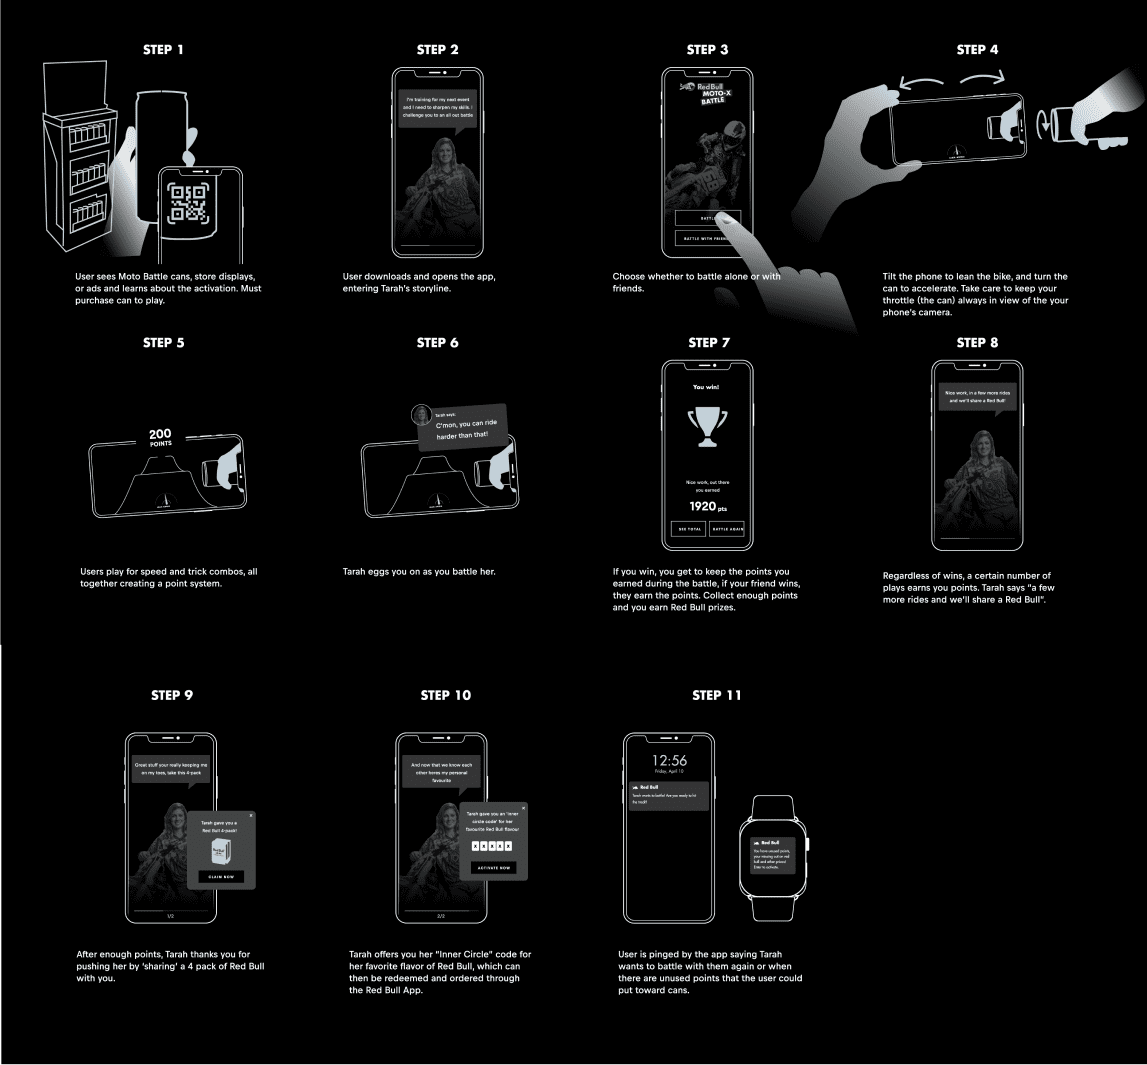 STEP 1
User sees Moto Battle cans, store displays,
or ads and learns about the activation. Must
purchase can to play.
STEP 2
I'm training for my next event
and I need to sharpen my skills. I
challenge you to an all out battle
User downloads and opens the app,
entering Tarah's storyline.
STEP 3
Red Bull
MOTO-X
BATTLE
BATTLE
BATTLE WITH FRIEN
Choose whether to battle alone or with
friends.
STEP 4
Tilt the phone to lean the bike, and turn the
can to accelerate. Take care to keep your
throttle (the can) always in view of the your
phone's camera.
STEP 5
200
POINTS
Users play for speed and trick combos, all
together creating a point system.
STEP 6
Tarah says:
C'mon, you can ride
harder than that!
Tarah eggs you on as you battle her.
STEP 7
You win!
Nice work, out there
you earned
1920 pts
SEE TOTAL
BATTLE AGAIN
If you win, you get to keep the points you
earned during the battle, if your friend wins,
they earn the points. Collect enough points
and you earn Red Bull prizes.
STEP 8
Nice work, in a few more rides
and we'll share a Red Bull!
Regardless of wins, a certain number of
plays earns you points. Tarah says "a few
more rides and we'll share a Red Bull".
STEP 9
Great stuff your really keeping me
on my toes, take this 4-pack
x
Tarah gave you a
Red Bull 4-pack!
CLAIM NOW
1/2
After enough points, Tarah thanks you for
pushing her by 'sharing' a 4 pack of Red Bull
with you.
STEP 10
And now that we know each
other heres my personal
favourite
x
Tarah gave you an 'inner
circle code' for her
favourite Red Bull flavour
X X X X X
ACTIVATE NOW
2/2
Tarah offers you her "Inner Circle" code for
her favorite flavor of Red Bull, which can
then be redeemed and ordered through
the Red Bull App.
STEP 11
12:56
Friday, April 10
Red Bull
Tarah wants to battle! Are you ready to hit
the track?
Red Bull
You have unused points,
your missing out on red
bull and other prizes!
Enter to activate.
User is pinged by the app saying Tarah
wants to battle with them again or when
there are unused points that the user could
put toward cans.